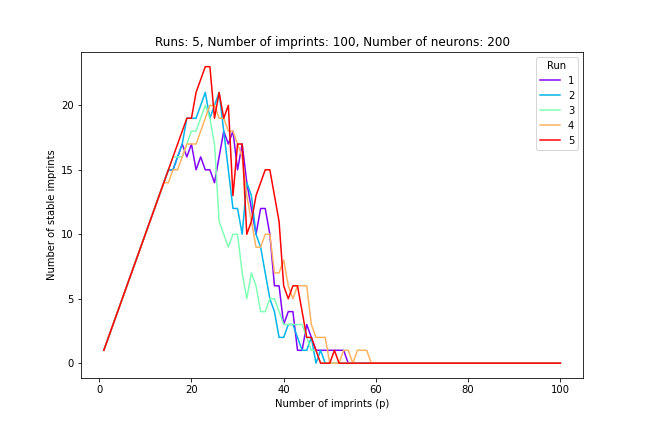 Runs: 5, Number of imprints: 100, Number of neurons: 200
Run
1
2
3
4
5
Number of stable imprints
20
15
10
5
0
0 20 40 60 80 100
Number of imprints (p)